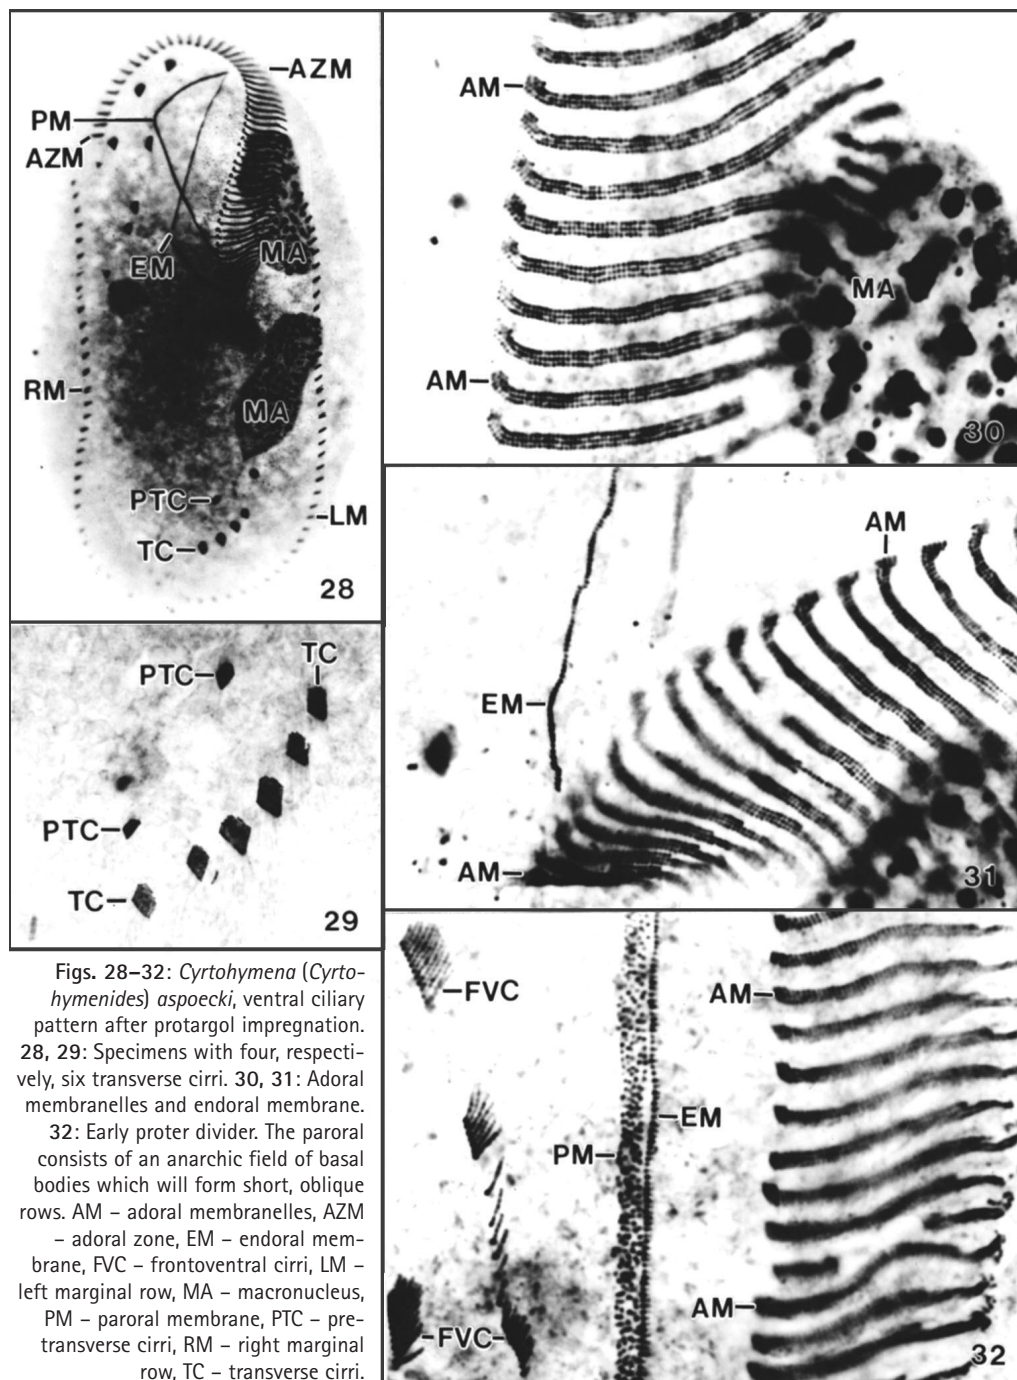 AZM
PM
AZM
EM
MA
RM
MA
PTC
LM
TC
28
PTC
TC
PTC
TC
29
AM
MA
AM
30
AM
EM
AM
31
FVC
AM
EM
PM
AM
FVC
32
Figs. 28–32: Cyrtohymena (Cyrto-
hymenides) aspoecki, ventral ciliary
pattern after protargol impregnation.
28, 29: Specimens with four, respecti-
vely, six transverse cirri. 30, 31: Adoral
membranelles and endoral membrane.
32: Early proter divider. The paroral
consists of an anarchic field of basal
bodies which will form short, oblique
rows. AM – adoral membranelles, AZM
– adoral zone, EM – endoral mem-
brane, FVC – frontoventral cirri, LM –
left marginal row, MA – macronucleus,
PM – paroral membrane, PTC – pre-
transverse cirri, RM – right marginal
row, TC – transverse cirri.